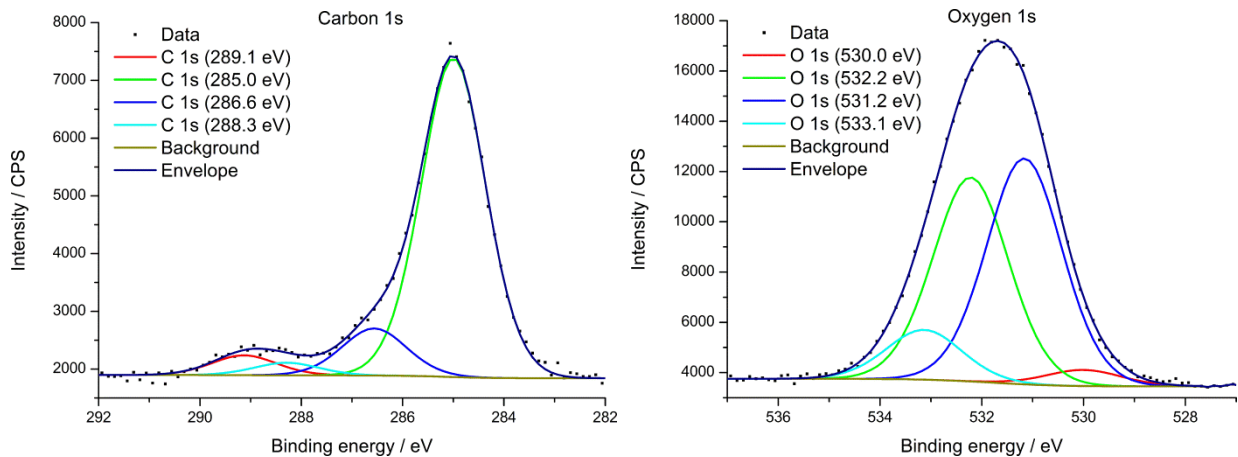 Carbon 1s
8000
7000
6000
5000
4000
3000
2000
Intensity / CPS
Data
C 1s (289.1 eV)
C 1s (285.0 eV)
C 1s (286.6 eV)
C 1s (288.3 eV)
Background
Envelope
292 290 288 286 284 282
Binding energy / eV
Oxygen 1s
18000
16000
14000
12000
10000
8000
6000
4000
Intensity / CPS
Data
O 1s (530.0 eV)
O 1s (532.2 eV)
O 1s (531.2 eV)
O 1s (533.1 eV)
Background
Envelope
536 534 532 530 528
Binding energy / eV